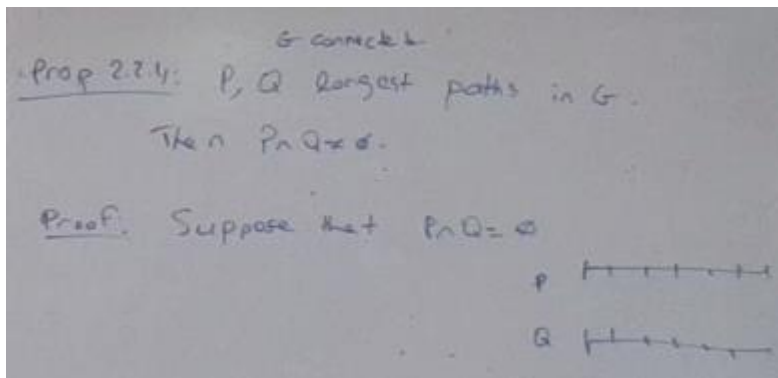 G connected
Prop 2.2.4: P, Q longest paths in G.
Then P∩Q≠∅.
Proof. Suppose that P∩Q=∅
P
Q